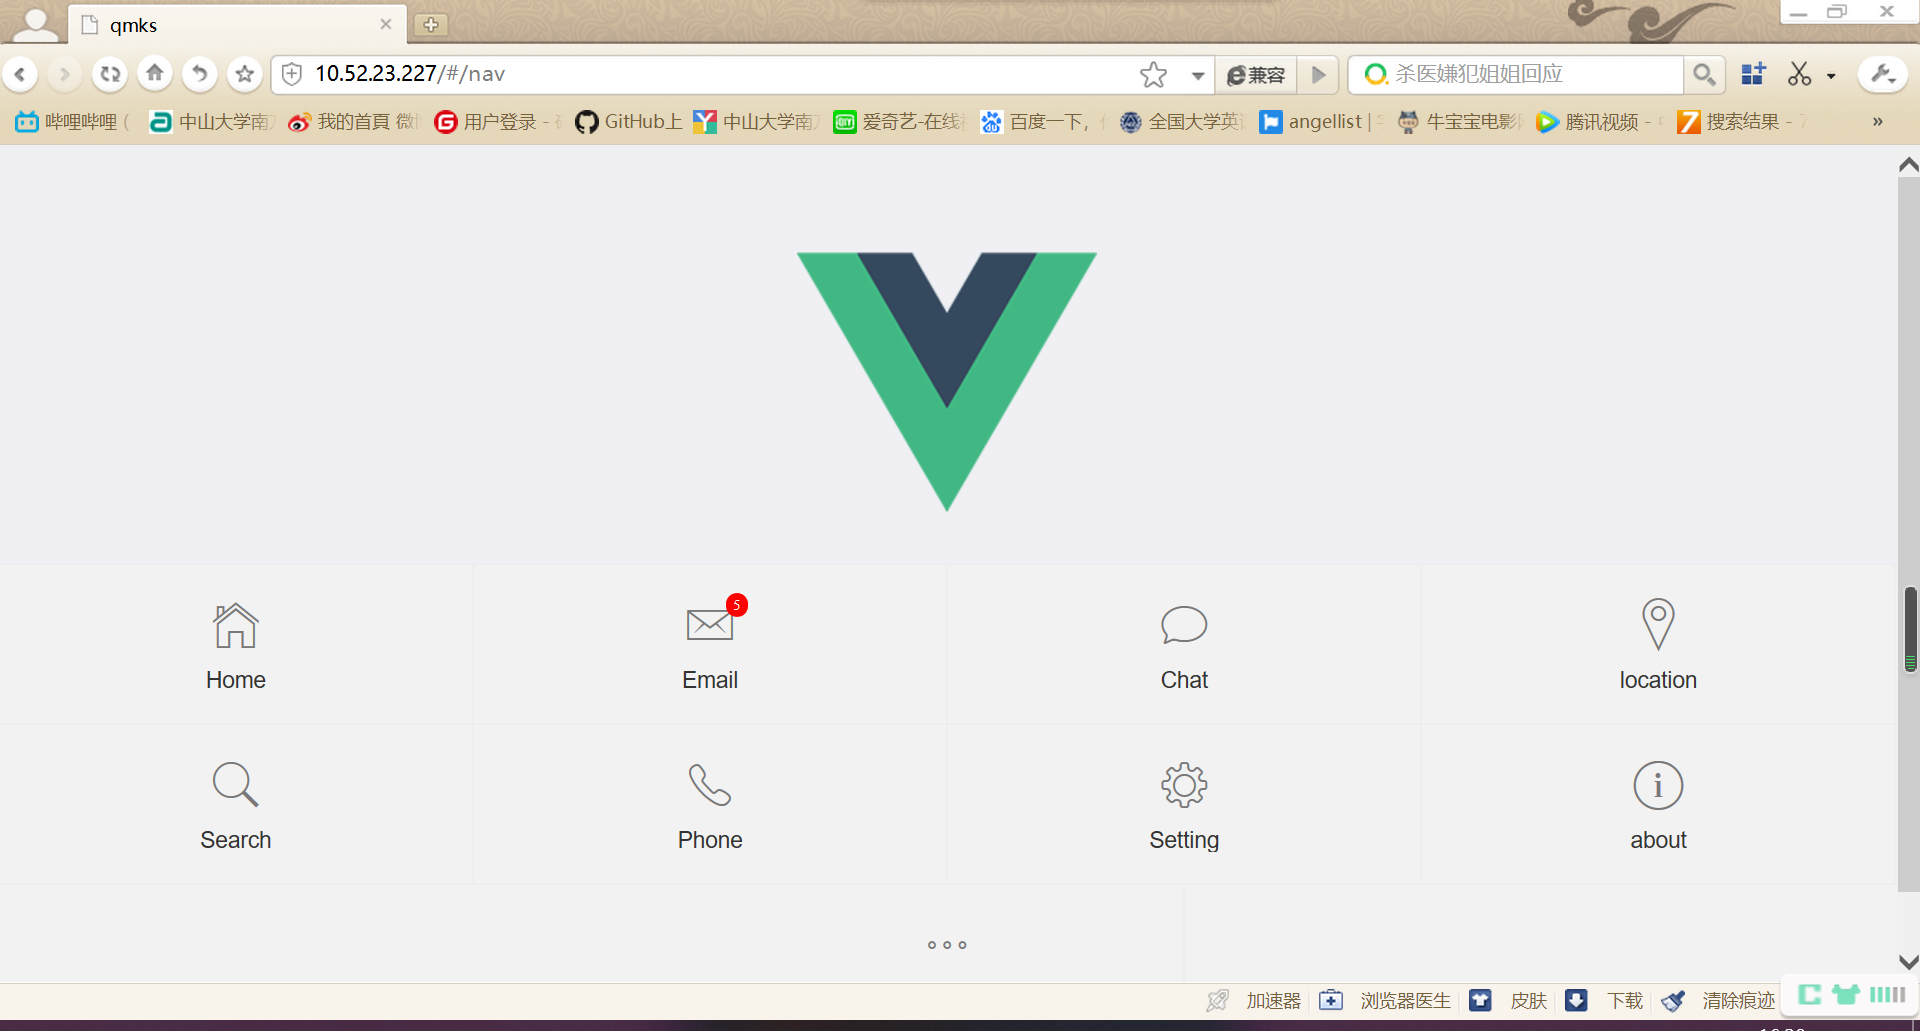 qmks
10.52.23.227/#/nav
兼容
杀医嫌犯姐姐回应
哔哩哔哩 (
中山大学南
我的首頁 微
用户登录 -
GitHub上
中山大学南
爱奇艺-在线
百度一下，
全国大学英
angellist |
牛宝宝电影
腾讯视频 -
搜索结果 - 7
»
5
Home
Email
Chat
location
Search
Phone
Setting
about
加速器
浏览器医生
皮肤
下载
清除痕迹